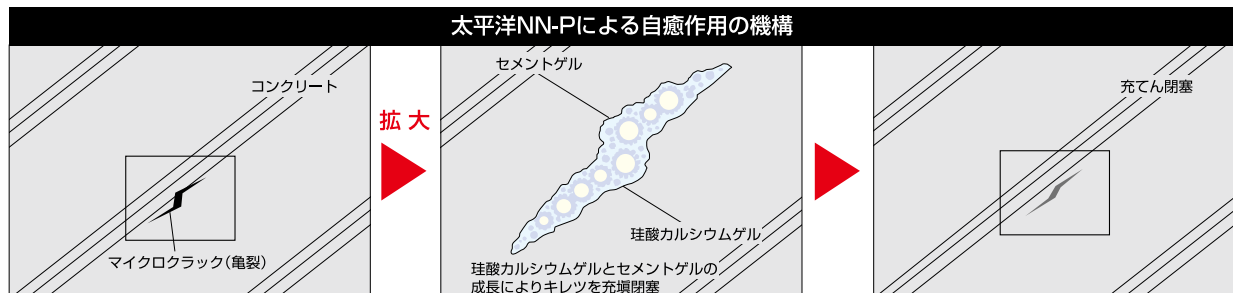 太平洋NN-Pによる自癒作用の機構
コンクリート
マイクロクラック(亀裂)
拡大
セメントゲル
珪酸カルシウムゲル
珪酸カルシウムゲルとセメントゲルの
成長によりキレツを充塡閉塞
充てん閉塞